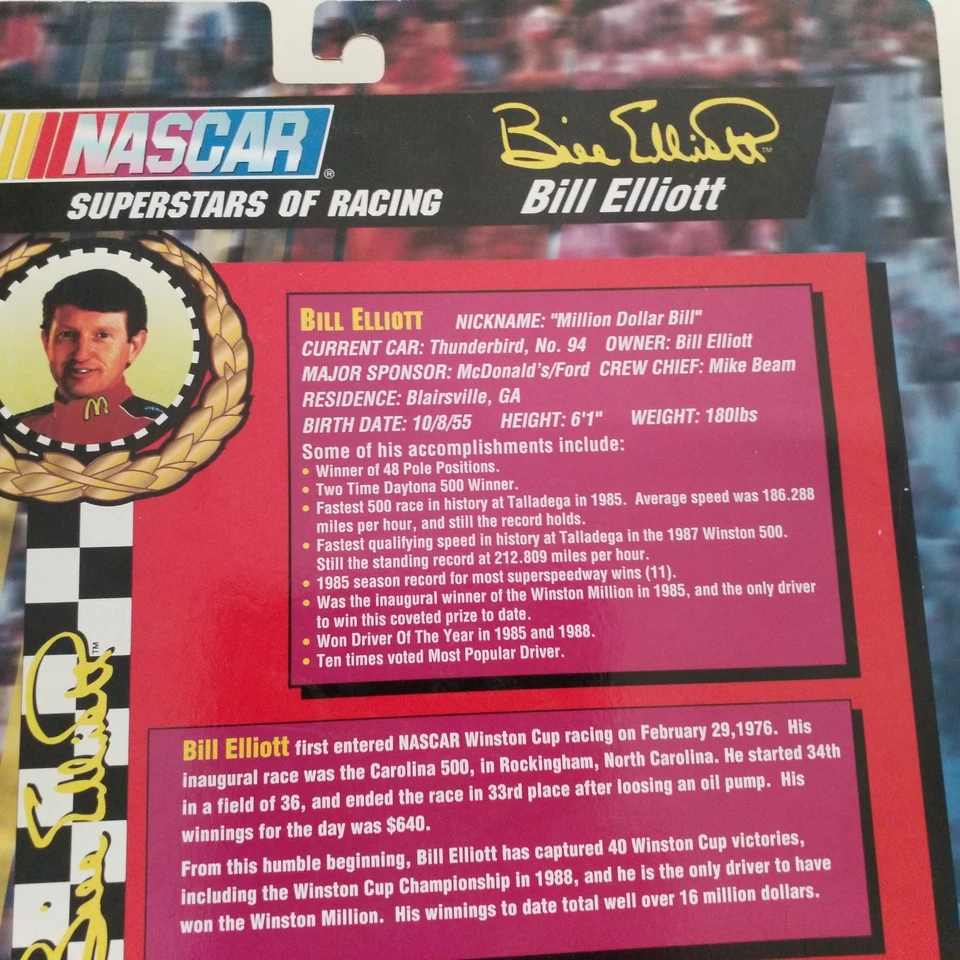 NASCAR®
SUPERSTARS OF RACING
Bill Elliott™
Bill Elliott
BILL ELLIOTT NICKNAME: "Million Dollar Bill"
CURRENT CAR: Thunderbird, No. 94 OWNER: Bill Elliott
MAJOR SPONSOR: McDonald's/Ford CREW CHIEF: Mike Beam
RESIDENCE: Blairsville, GA
BIRTH DATE: 10/8/55 HEIGHT: 6'1" WEIGHT: 180lbs
Some of his accomplishments include:
• Winner of 48 Pole Positions.
• Two Time Daytona 500 Winner.
• Fastest 500 race in history at Talladega in 1985. Average speed was 186.288
miles per hour, and still the record holds.
• Fastest qualifying speed in history at Talladega in the 1987 Winston 500.
Still the standing record at 212.809 miles per hour.
• 1985 season record for most superspeedway wins (11).
• Was the inaugural winner of the Winston Million in 1985, and the only driver
to win this coveted prize to date.
• Won Driver Of The Year in 1985 and 1988.
• Ten times voted Most Popular Driver.
Bill Elliott first entered NASCAR Winston Cup racing on February 29,1976. His
inaugural race was the Carolina 500, in Rockingham, North Carolina. He started 34th
in a field of 36, and ended the race in 33rd place after loosing an oil pump. His
winnings for the day was $640.
From this humble beginning, Bill Elliott has captured 40 Winston Cup victories,
including the Winston Cup Championship in 1988, and he is the only driver to have
won the Winston Million. His winnings to date total well over 16 million dollars.
Bill Elliott™